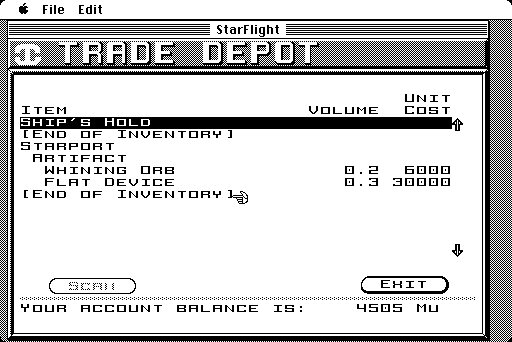 File Edit
StarFlight
TRADE DEPOT
UNIT
ITEM VOLUME COST
SHIP'S HOLD
[END OF INVENTORY]
STARPORT
ARTIFACT
WHINING ORB 0.2 6000
FLAT DEVICE 0.3 30000
[END OF INVENTORY]
SCAN EXIT
YOUR ACCOUNT BALANCE IS: 4505 MU